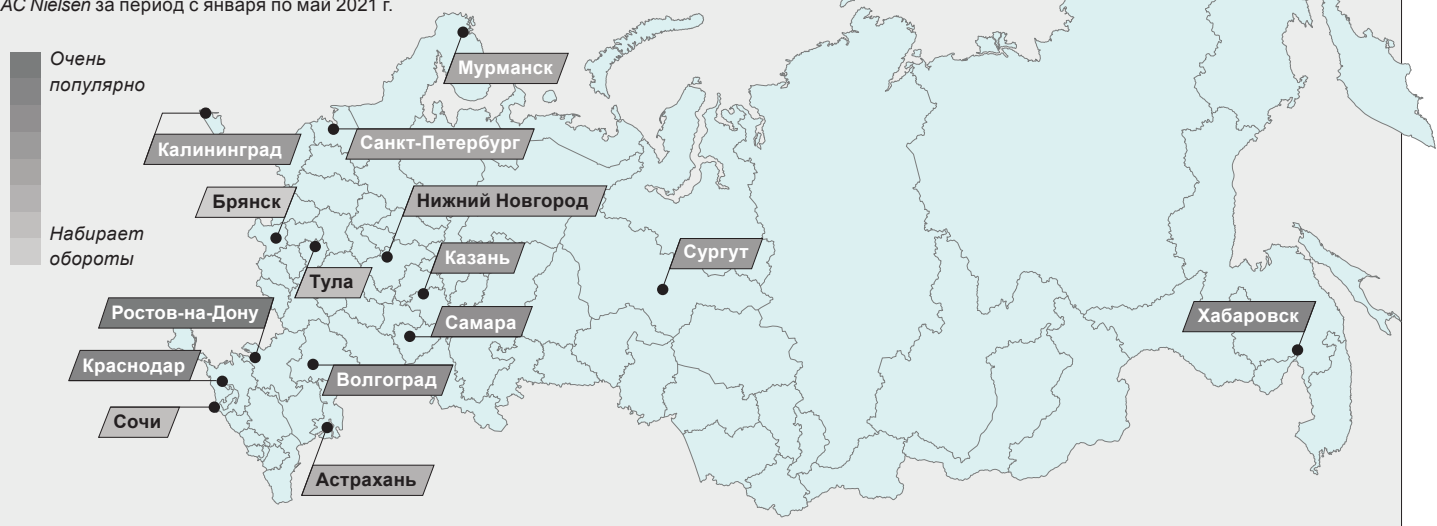 AC Nielsen за период с января по май 2021 г.
Очень
популярно
Набирает
обороты
Мурманск
Калининград
Санкт-Петербург
Брянск
Нижний Новгород
Казань
Сургут
Тула
Ростов-на-Дону
Самара
Хабаровск
Краснодар
Волгоград
Сочи
Астрахань